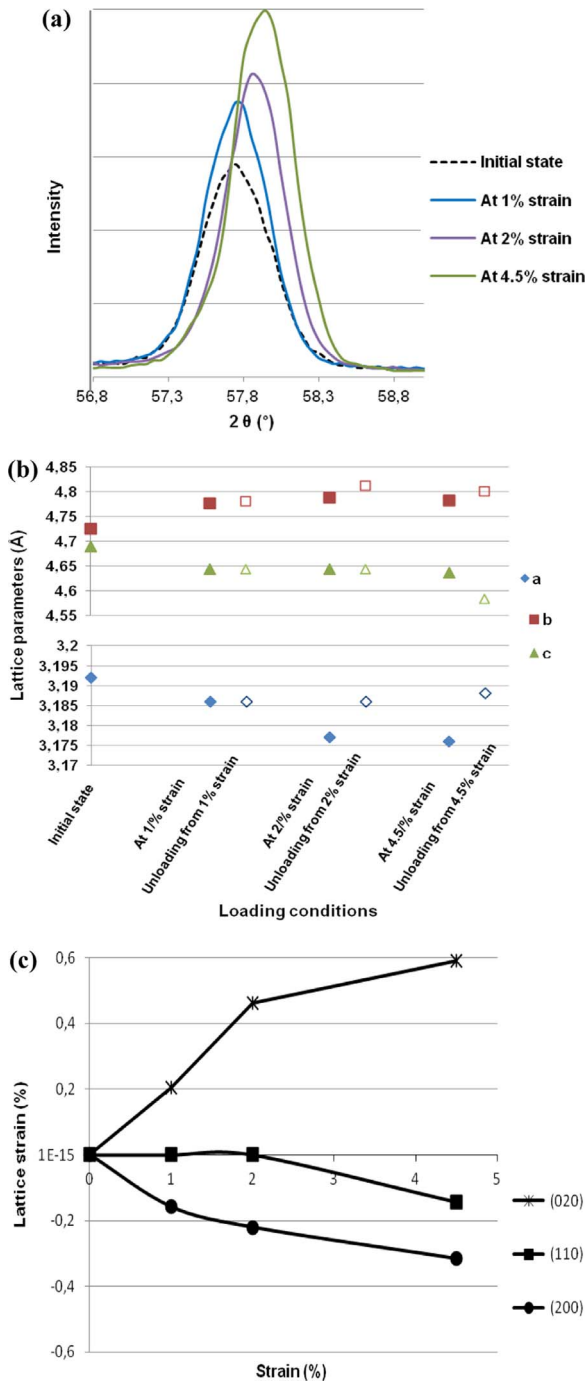 (a)
Intensity
Initial state
At 1% strain
At 2% strain
At 4.5% strain
56,8 57,3 57,8 58,3 58,8
2 θ (°)
(b)
Lattice parameters (Å)
4,85
4,8
4,75
4,7
4,65
4,6
4,55
3,2
3,195
3,19
3,185
3,18
3,175
3,17
a
b
c
Initial state
At 1/% strain
Unloading from 1% strain
At 2/% strain
Unloading from 2% strain
At 4.5/% strain
Unloading from 4.5% strain
Loading conditions
(c)
Lattice strain (%)
0,6
0,4
0,2
1E-15
-0,2
-0,4
-0,6
0 1 2 3 4 5
(020)
(110)
(200)
Strain (%)